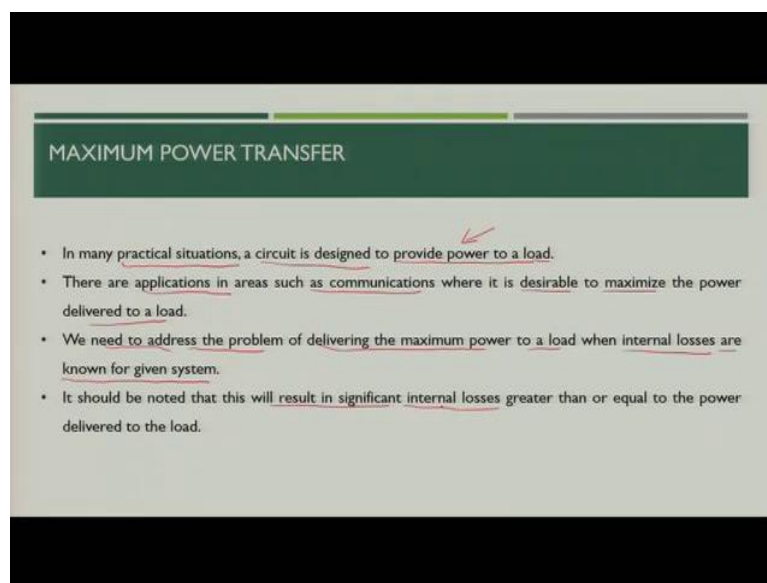 MAXIMUM POWER TRANSFER
• In many practical situations, a circuit is designed to provide power to a load.
• There are applications in areas such as communications where it is desirable to maximize the power
delivered to a load.
• We need to address the problem of delivering the maximum power to a load when internal losses are
known for given system.
• It should be noted that this will result in significant internal losses greater than or equal to the power
delivered to the load.